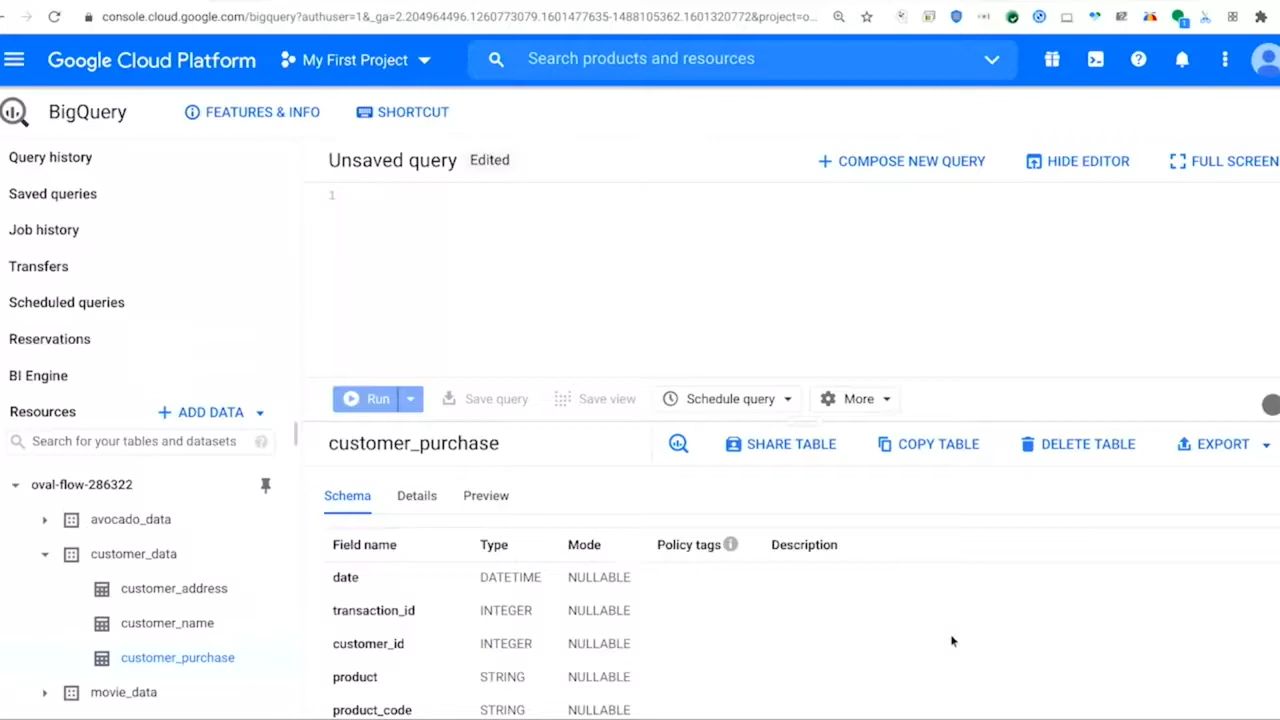 console.cloud.google.com/bigquery?authuser=1&_ga=2.204964496.1260773079.1601477635-1488105362.1601320772&project=o...
Google Cloud Platform My First Project Search products and resources
BigQuery FEATURES & INFO SHORTCUT
Query history
Saved queries
Job history
Transfers
Scheduled queries
Reservations
BI Engine
Resources + ADD DATA
Search for your tables and datasets
oval-flow-286322
avocado_data
customer_data
customer_address
customer_name
customer_purchase
movie_data
Unsaved query Edited + COMPOSE NEW QUERY HIDE EDITOR FULL SCREEN
1
Run Save query Save view Schedule query More
customer_purchase SHARE TABLE COPY TABLE DELETE TABLE EXPORT
Schema Details Preview
Field name Type Mode Policy tags Description
date DATETIME NULLABLE
transaction_id INTEGER NULLABLE
customer_id INTEGER NULLABLE
product STRING NULLABLE
product_code STRING NULLABLE